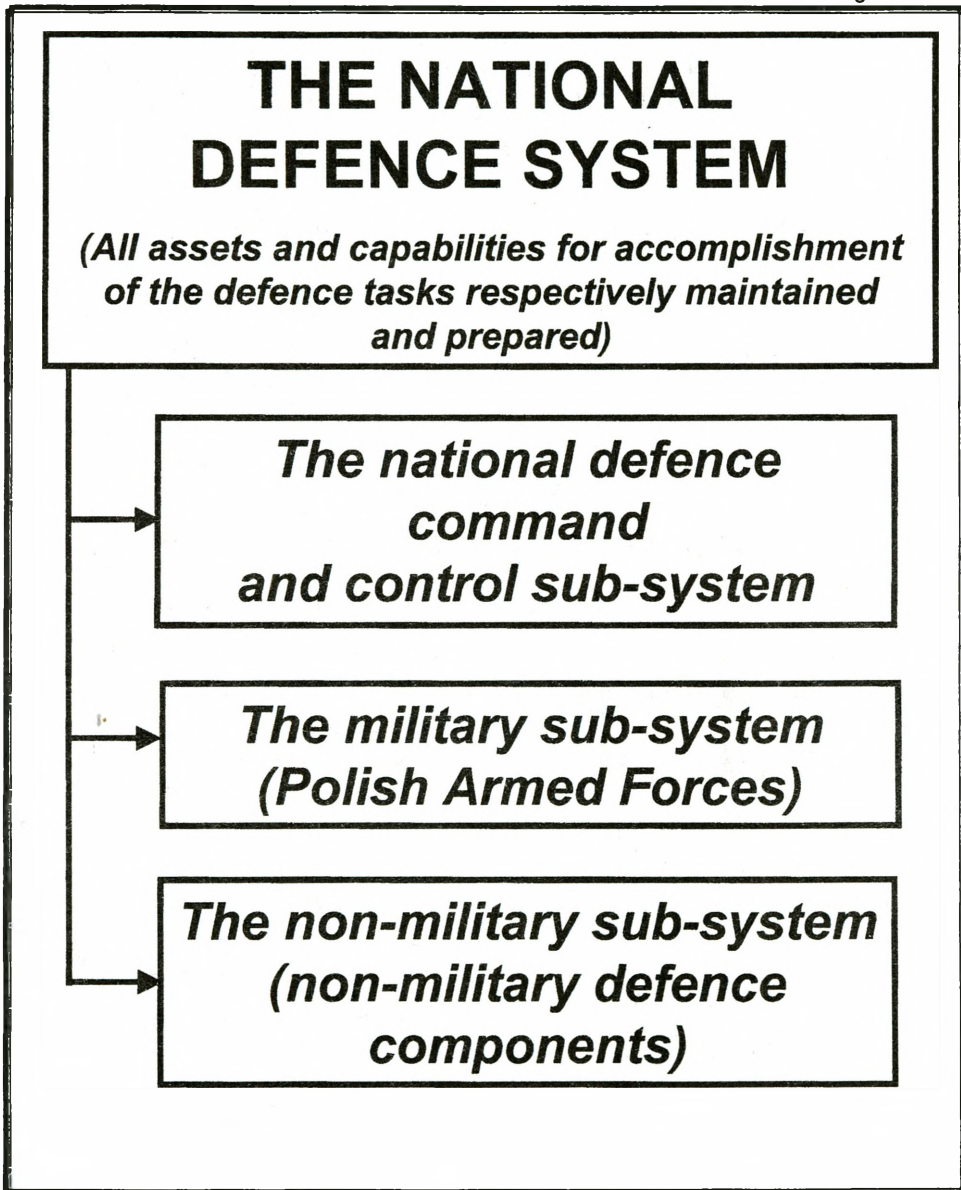 THE NATIONAL
DEFENCE SYSTEM
(All assets and capabilities for accomplishment
of the defence tasks respectively maintained
and prepared)
The national defence
command
and control sub-system
The military sub-system
(Polish Armed Forces)
The non-military sub-system
(non-military defence
components)